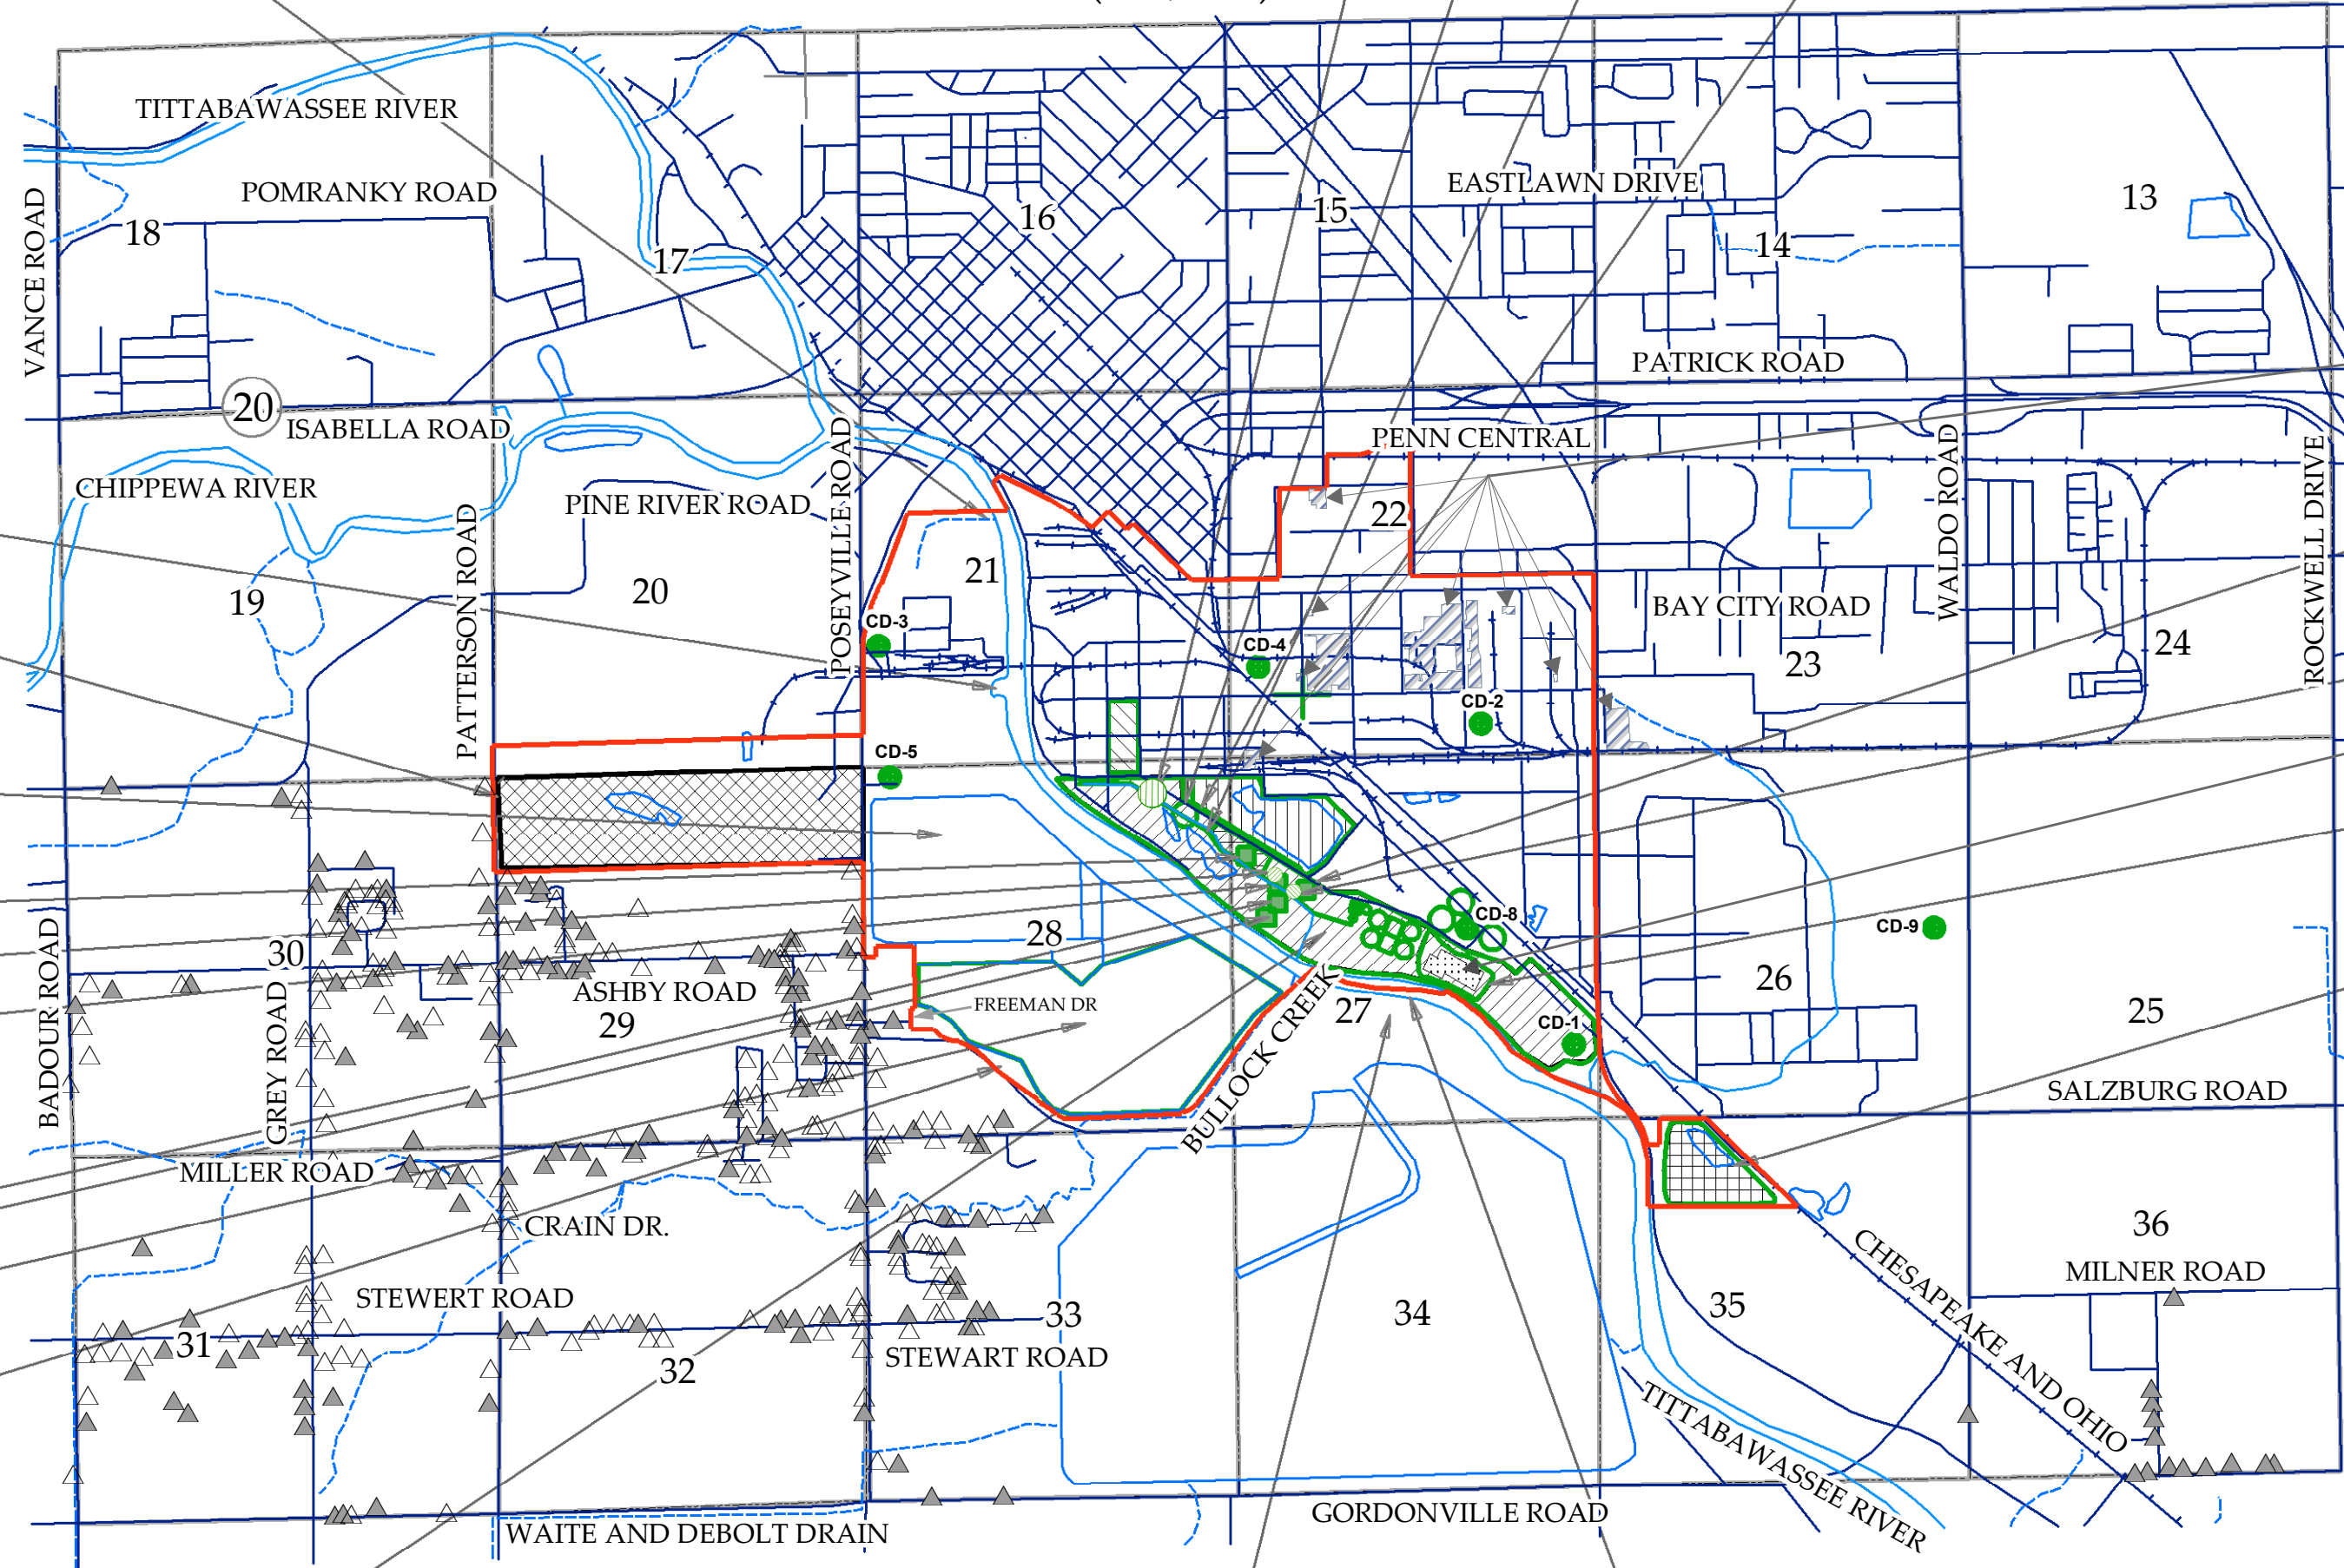 TITTABAWASSEE RIVER
POMRANKY ROAD
EASTLAWN DRIVE
VANCE ROAD
18
17
16
15
14
13
PATRICK ROAD
20
ISABELLA ROAD
PENN CENTRAL
CHIPPEWA RIVER
PINE RIVER ROAD
POSEYVILLE ROAD
PATTERSON ROAD
WALDO ROAD
ROCKWELL DRIVE
22
21
20
19
BAY CITY ROAD
CD-3
CD-4
23
24
CD-2
CD-5
CD-8
CD-9
BADOUR ROAD
30
28
26
ASHBY ROAD
FREEMAN DR
29
27
25
CD-1
GREY ROAD
BULLOCK CREEK
SALZBURG ROAD
MILLER ROAD
CRAIN DR.
36
CHESAPEAKE AND OHIO
MILNER ROAD
STEWERT ROAD
35
34
33
31
32
STEWART ROAD
TITTABAWASSEE RIVER
GORDONVILLE ROAD
WAITE AND DEBOLT DRAIN